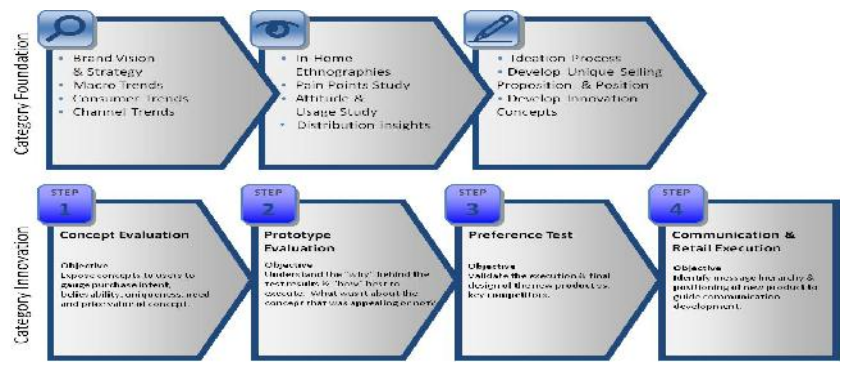 Category Foundation
• Brand Vision
& Strategy
• Macro Trends
• Consumer Trends
• Channel Trends
• In Home
Ethnographies
• Pain Points Study
• Attitude &
Usage Study
• Distribution Insights
• Ideation Process
• Develop Unique Selling
Proposition & Position
• Develop Innovation
Concepts
Category Innovation
STEP
1
Concept Evaluation
Objective
Expose concepts to users to
gauge purchase intent,
believability, uniqueness, need
and price value of concept.
STEP
2
Prototype
Evaluation
Objective
Understand the "why" behind the
test results & "how" best to
execute. What was it about the
concept that was appealing or not?
STEP
3
Preference Test
Objective
Validate the execution & final
design of the new product vs.
key competitors.
STEP
4
Communication &
Retail Execution
Objective
Identify message hierarchy &
positioning of new product to
guide communication
development.